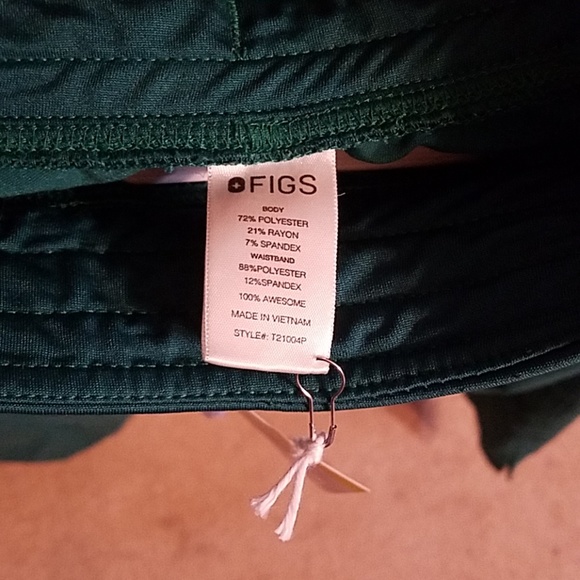 FIGS
BODY
72% POLYESTER
21% RAYON
7% SPANDEX
WAISTBAND
88%POLYESTER
12%SPANDEX
100% AWESOME
MADE IN VIETNAM
STYLE#: T21004P